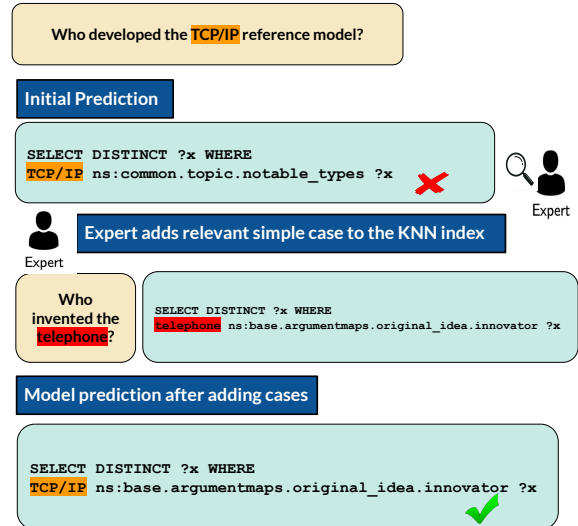 Who developed the TCP/IP reference model?
Initial Prediction
SELECT DISTINCT ?x WHERE
TCP/IP ns:common.topic.notable_types ?x
Expert
Expert
Expert adds relevant simple case to the KNN index
Who
invented the
telephone?
SELECT DISTINCT ?x WHERE
telephone ns:base.argumentmaps.original_idea.innovator ?x
Model prediction after adding cases
SELECT DISTINCT ?x WHERE
TCP/IP ns:base.argumentmaps.original_idea.innovator ?x